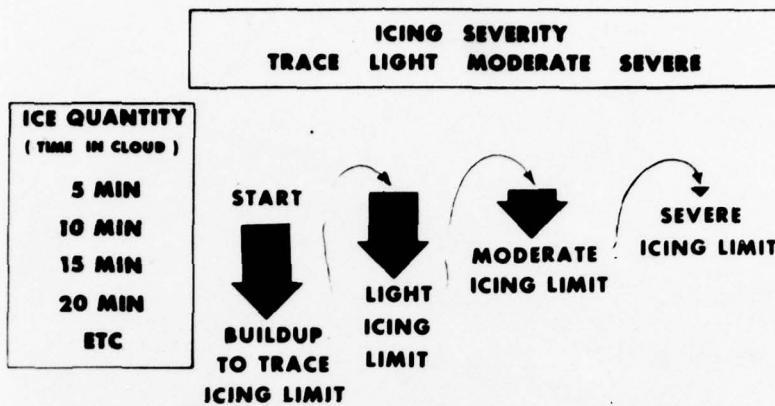 ICING SEVERITY
TRACE LIGHT MODERATE SEVERE
ICE QUANTITY
( TIME IN CLOUD )
5 MIN
10 MIN
15 MIN
20 MIN
ETC
START
BUILDUP
TO TRACE
ICING LIMIT
LIGHT
ICING
LIMIT
MODERATE
ICING LIMIT
SEVERE
ICING LIMIT